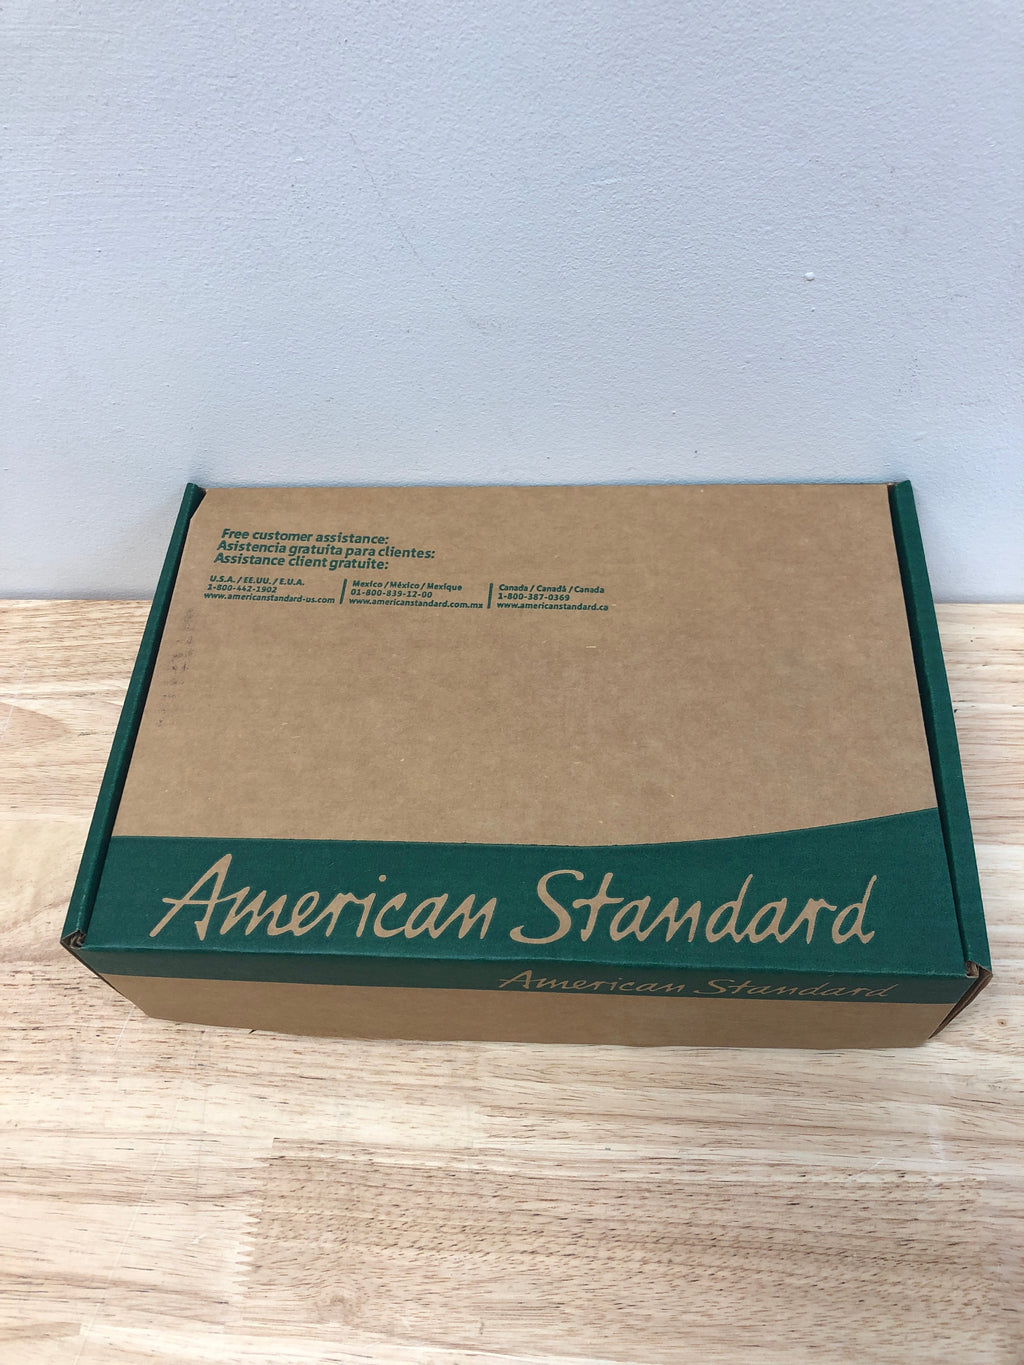 Free customer assistance:
Asistencia gratuita para clientes:
Assistance client gratuite:
U.S.A. / EE.UU. / E.U.A.
1-800-442-1902
www.americanstandard-us.com
Mexico / México / Mexique
01-800-839-12-00
www.americanstandard.com.mx
Canada / Canadá / Canada
1-800-387-0369
www.americanstandard.ca
American Standard
American Standard